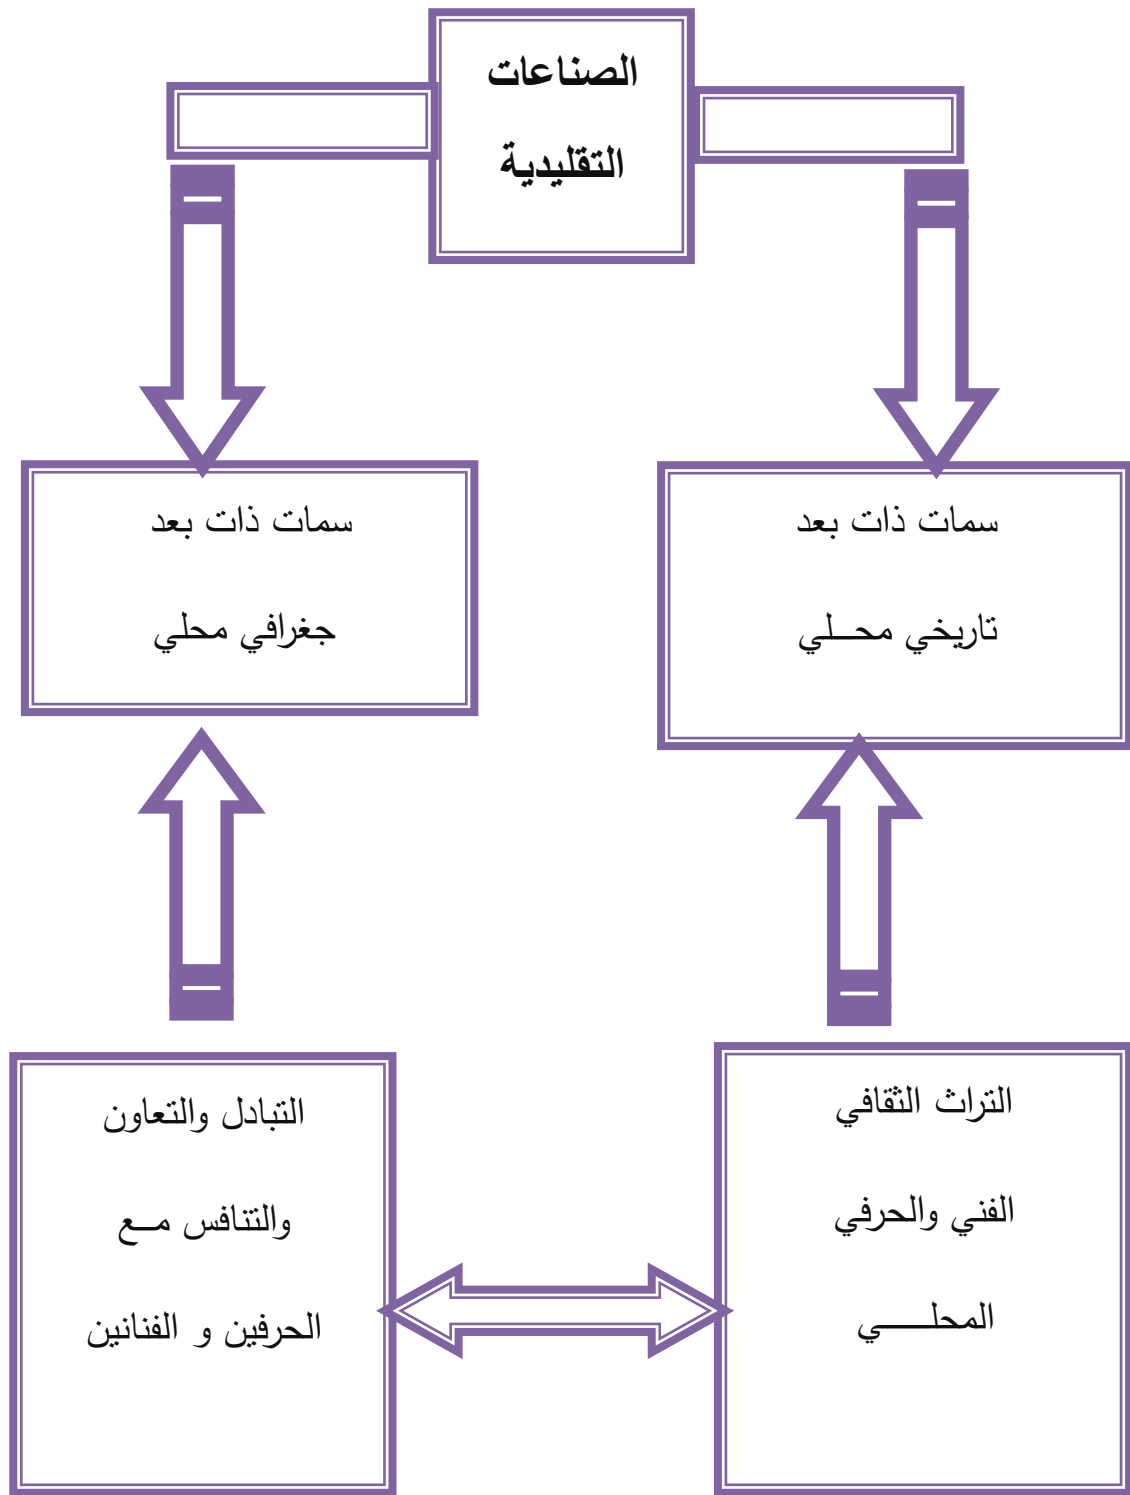 الصناعات
التقليدية
سمات ذات بعد
تاريخي محـــلي
سمات ذات بعد
جغرافي محلي
التراث الثقافي
الفني والحرفي
المحلـــــــي
التبادل والتعاون
والتنافس مــع
الحرفين و الفنانين